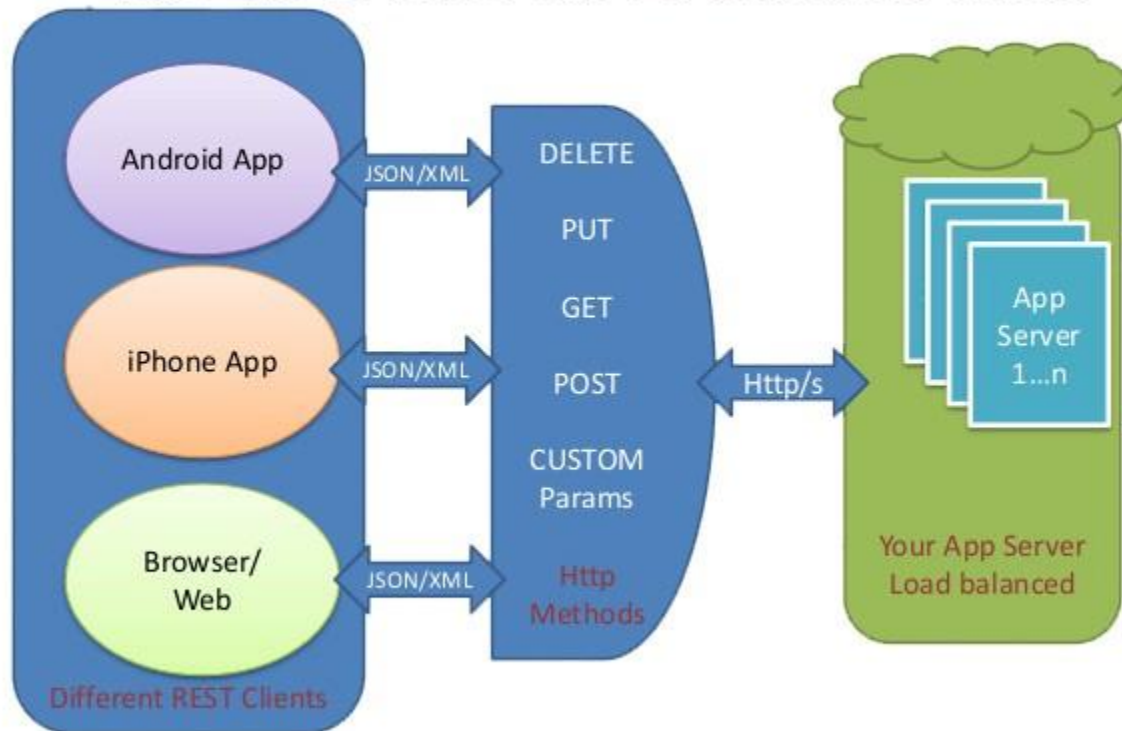 Android App
iPhone App
Browser/
Web
Different REST Clients
JSON/XML
JSON/XML
JSON/XML
DELETE
PUT
GET
POST
CUSTOM
Params
Http
Methods
Http/s
App
Server
1...n
Your App Server
Load balanced